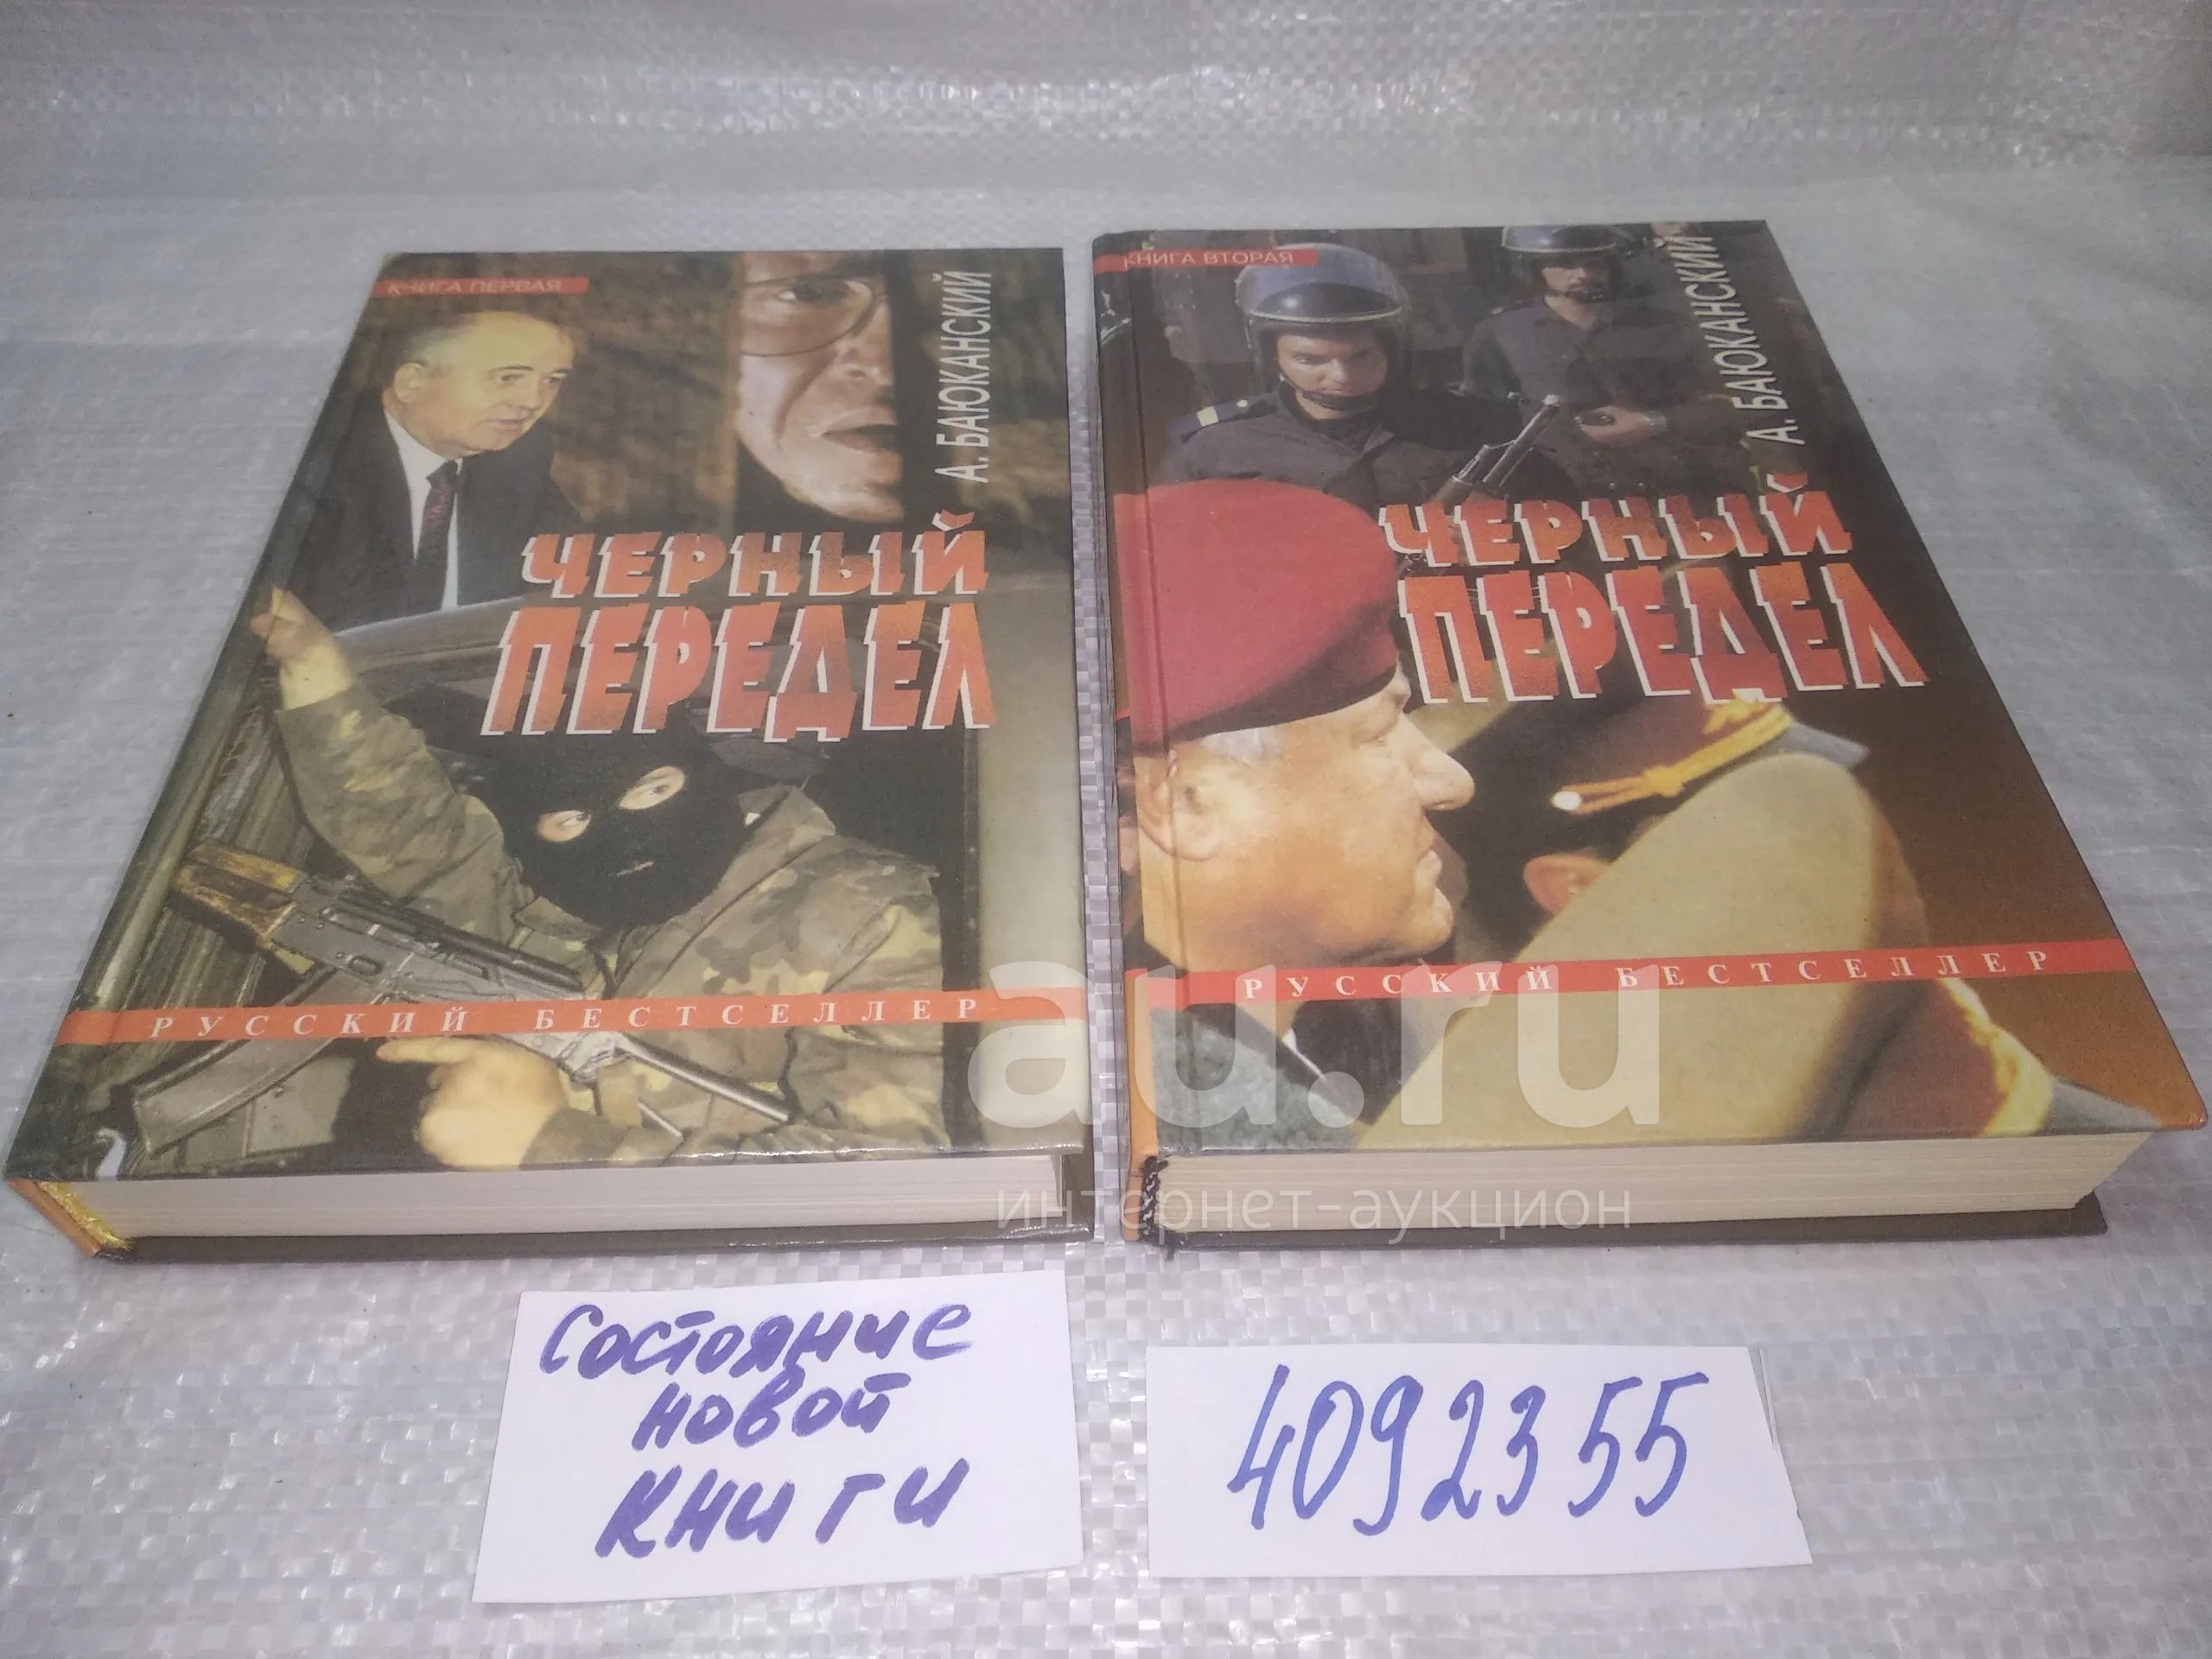 КНИГА ПЕРВАЯ
А. БАЮКАНСКИЙ
ЧЕРНЫЙ
ПЕРЕДЕЛ
РУССКИЙ БЕСТСЕЛЛЕР
КНИГА ВТОРАЯ
А. БАЮКАНСКИЙ
ЧЕРНЫЙ
ПЕРЕДЕЛ
РУССКИЙ БЕСТСЕЛЛЕР
au.ru
интернет-аукцион
Состояние
новой
книги
4092355